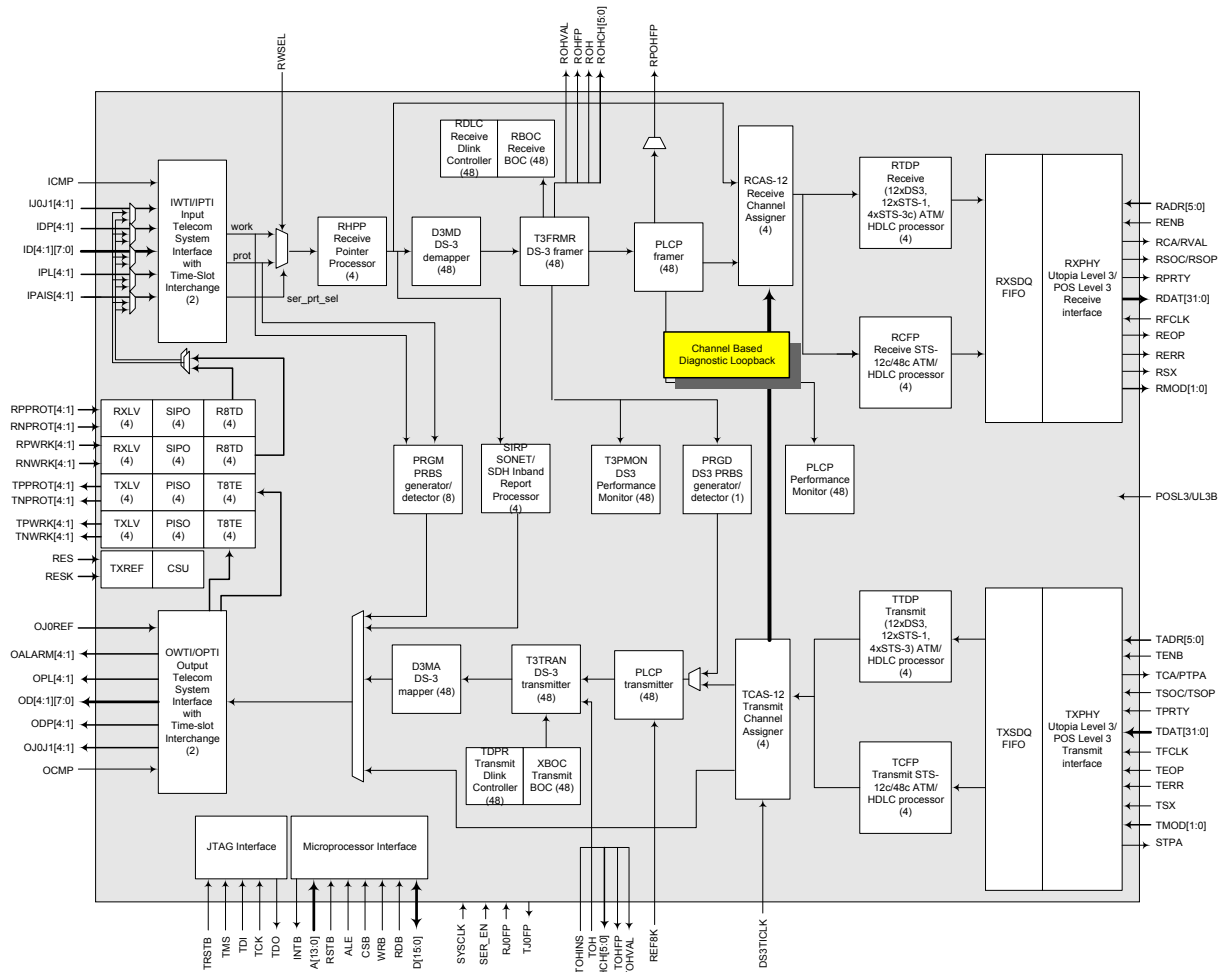 RWSEL
ROHVAL
ROHFP
ROH
ROHCH[5:0]
RPOHFP
ICMP
IJ0J1[4:1]
IDP[4:1]
ID[4:1][7:0]
IPL[4:1]
IPAIS[4:1]
IWTI/IPTI
Input
Telecom
System
Interface
with
Time-Slot
Interchange
(2)
work
prot
ser_prt_sel
RHPP
Receive
Pointer
Processor
(4)
D3MD
DS-3
demapper
(48)
RDLC
Receive
Dlink
Controller
(48)
RBOC
Receive
BOC (48)
T3FRMR
DS-3 framer
(48)
PLCP
framer
(48)
RCAS-12
Receive
Channel
Assigner
(4)
RTDP
Receive
(12xDS3,
12xSTS-1,
4xSTS-3c) ATM/
HDLC processor
(4)
RCFP
Receive STS-
12c/48c ATM/
HDLC processor
(4)
RXSDQ
FIFO
RXPHY
Utopia Level 3/
POS Level 3
Receive
interface
RADR[5:0]
RENB
RCA/RVAL
RSOC/RSOP
RPRTY
RDAT[31:0]
RFCLK
REOP
RERR
RSX
RMOD[1:0]
Channel Based
Diagnostic Loopback
RPPROT[4:1]
RNPROT[4:1]
RPWRK[4:1]
RNWRK[4:1]
TPPROT[4:1]
TNPROT[4:1]
TPWRK[4:1]
TNWRK[4:1]
RES
RESK
RXLV
(4)
SIPO
(4)
R8TD
(4)
RXLV
(4)
SIPO
(4)
R8TD
(4)
TXLV
(4)
PISO
(4)
T8TE
(4)
TXLV
(4)
PISO
(4)
T8TE
(4)
TXREF
CSU
PRGM
PRBS
generator/
detector (8)
SIRP
SONET/
SDH Inband
Report
Processor
(4)
T3PMON
DS3
Performance
Monitor (48)
PRGD
DS3 PRBS
generator/
detector (1)
PLCP
Performance
Monitor (48)
POSL3/UL3B
OJ0REF
OALARM[4:1]
OPL[4:1]
OD[4:1][7:0]
ODP[4:1]
OJ0J1[4:1]
OCMP
OWTI/OPTI
Output
Telecom
System
Interface
with
Time-slot
Interchange
(2)
D3MA
DS-3
mapper (48)
T3TRAN
DS-3
transmitter
(48)
PLCP
transmitter
(48)
TDPR
Transmit
Dlink
Controller
(48)
XBOC
Transmit
BOC (48)
TCAS-12
Transmit
Channel
Assigner
(4)
TTDP
Transmit
(12xDS3,
12xSTS-1,
4xSTS-3) ATM/
HDLC processor
(4)
TCFP
Transmit STS-
12c/48c ATM/
HDLC processor
(4)
TXSDQ
FIFO
TXPHY
Utopia Level 3/
POS Level 3
Transmit
interface
TADR[5:0]
TENB
TCA/PTPA
TSOC/TSOP
TPRTY
TDAT[31:0]
TFCLK
TEOP
TERR
TSX
TMOD[1:0]
STPA
JTAG Interface
Microprocessor Interface
TRSTB
TMS
TDI
TCK
TDO
INTB
A[13:0]
RSTB
ALE
CSB
WRB
RDB
D[15:0]
SYSCLK
SER_EN
RJ0FP
TJ0FP
TOHINS
TOH
HCH[5:0]
TOHFP
OHVAL
REF8K
DS3TICLK